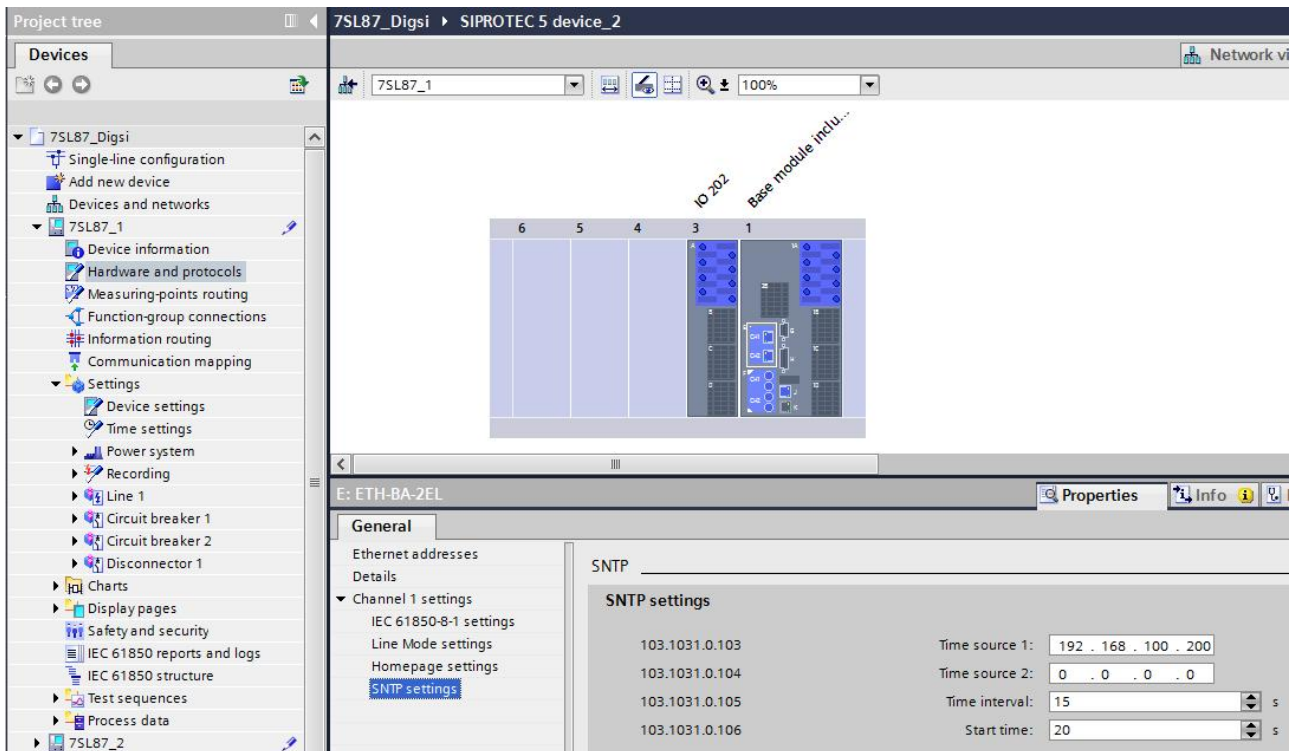 Project tree
7SL87_Digsi SIPROTEC 5 device_2
Devices
Network vi
7SL87_1
100%
7SL87_Digsi
Single-line configuration
Add new device
Devices and networks
7SL87_1
Device information
Hardware and protocols
Measuring-points routing
Function-group connections
Information routing
Communication mapping
Settings
Device settings
Time settings
Power system
Recording
Line 1
Circuit breaker 1
Circuit breaker 2
Disconnector 1
Charts
Display pages
Safety and security
IEC 61850 reports and logs
IEC 61850 structure
Test sequences
Process data
7SL87_2
IO 202
Base module inclu...
6 5 4 3 1
E: ETH-BA-2EL
Properties
Info
General
Ethernet addresses
Details
Channel 1 settings
IEC 61850-8-1 settings
Line Mode settings
Homepage settings
SNTP settings
SNTP
SNTP settings
103.1031.0.103 Time source 1: 192 . 168 . 100 . 200
103.1031.0.104 Time source 2: 0 . 0 . 0 . 0
103.1031.0.105 Time interval: 15 s
103.1031.0.106 Start time: 20 s